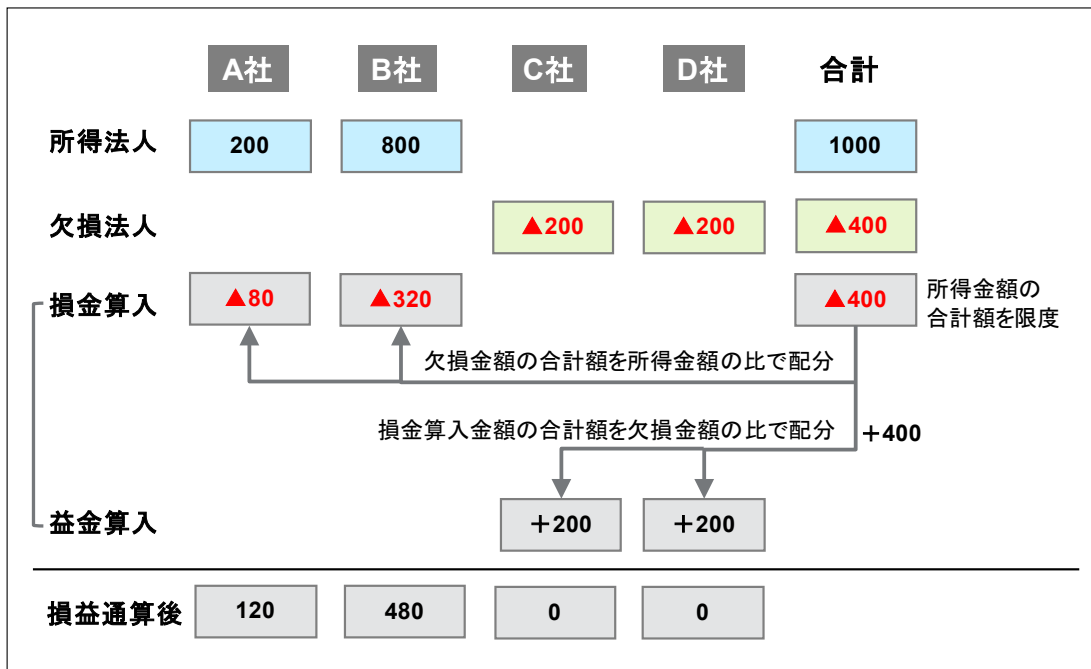 A社 B社 C社 D社 合計
所得法人 200 800 1000
欠損法人 ▲200 ▲200 ▲400
損金算入 ▲80 ▲320 ▲400 所得金額の
合計額を限度
欠損金額の合計額を所得金額の比で配分
損金算入金額の合計額を欠損金額の比で配分 +400
益金算入 +200 +200
損益通算後 120 480 0 0